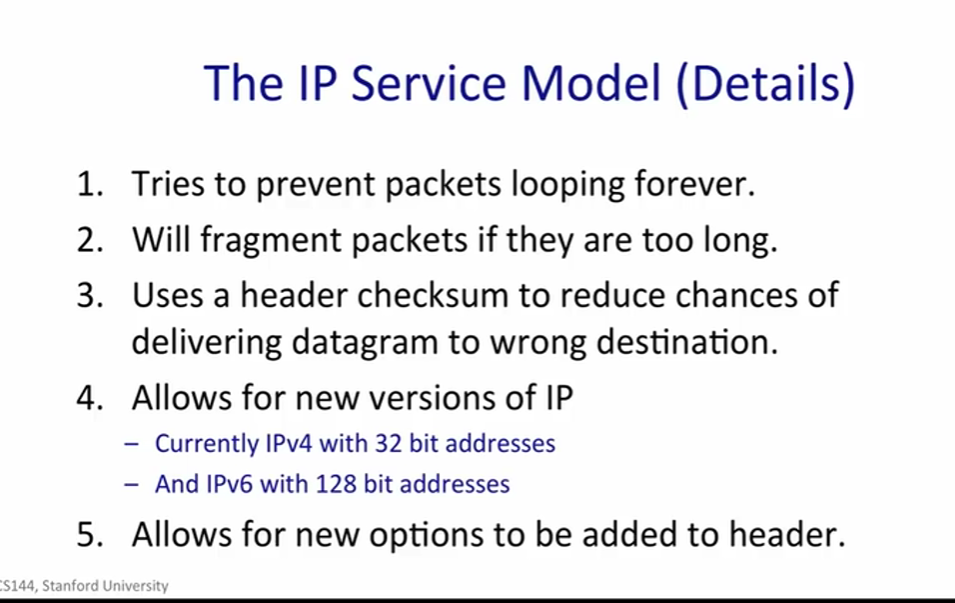 The IP Service Model (Details)
1. Tries to prevent packets looping forever.
2. Will fragment packets if they are too long.
3. Uses a header checksum to reduce chances of
delivering datagram to wrong destination.
4. Allows for new versions of IP
– Currently IPv4 with 32 bit addresses
– And IPv6 with 128 bit addresses
5. Allows for new options to be added to header.
CS144, Stanford University